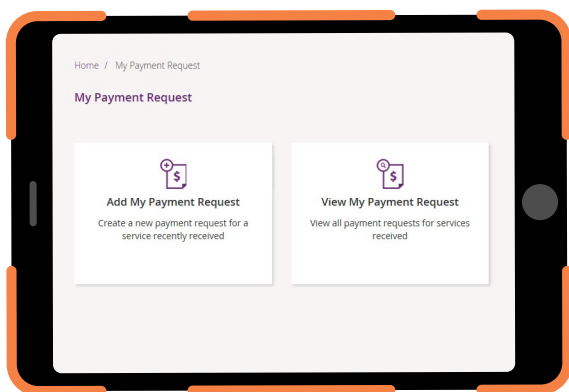 Home / My Payment Request
My Payment Request
Add My Payment Request
Create a new payment request for a
service recently received
View My Payment Request
View all payment requests for services
received